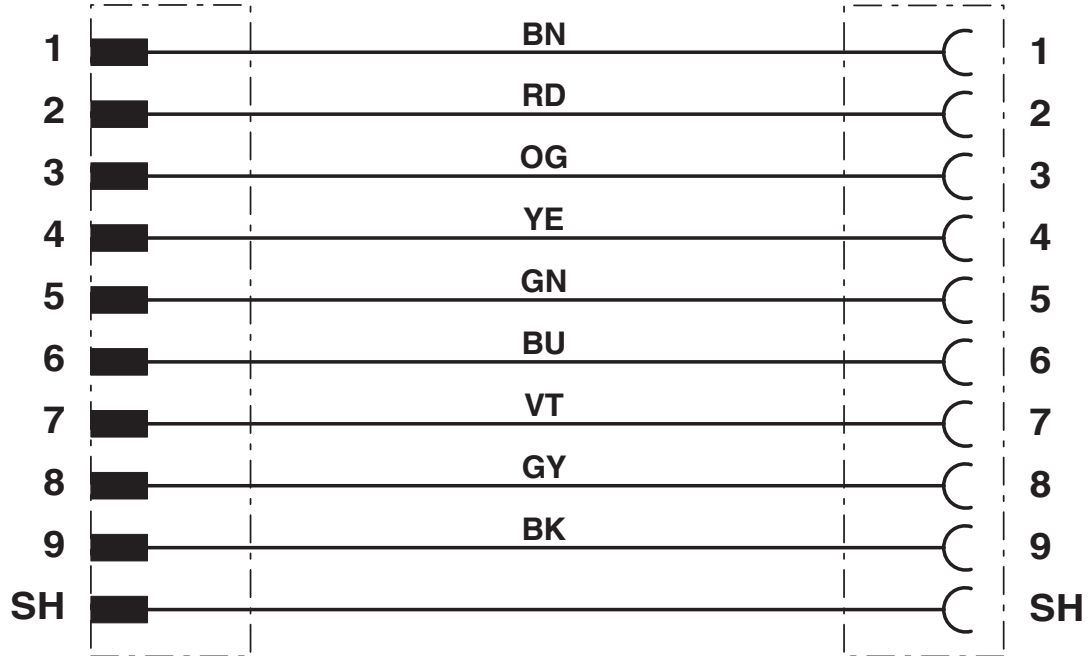 1 BN 1
2 RD 2
3 OG 3
4 YE 4
5 GN 5
6 BU 6
7 VT 7
8 GY 8
9 BK 9
SH SH